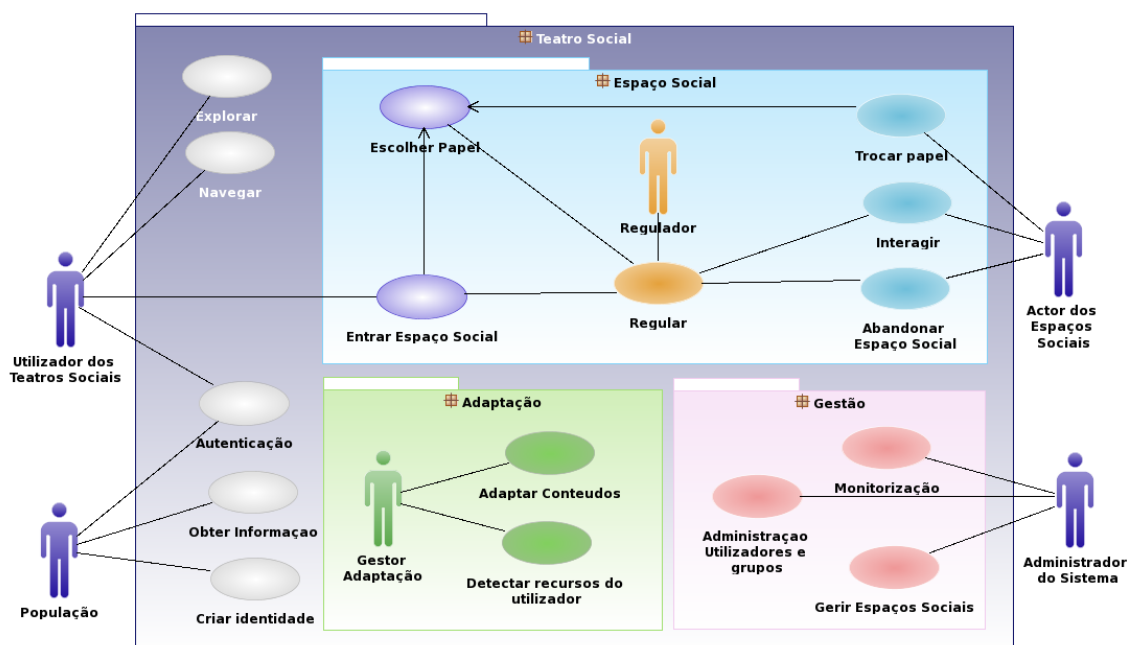 Teatro Social
Espaço Social
Explorar
Navegar
Escolher Papel
Trocar papel
Regulador
Interagir
Entrar Espaço Social
Regular
Abandonar
Espaço Social
Utilizador dos
Teatros Sociais
Actor dos
Espaços
Sociais
Autenticação
Obter Informaçao
Criar identidade
População
Adaptação
Adaptar Conteudos
Gestor
Adaptação
Detectar recursos do
utilizador
Gestão
Monitorização
Administraçao
Utilizadores e
grupos
Gerir Espaços Sociais
Administrador
do Sistema